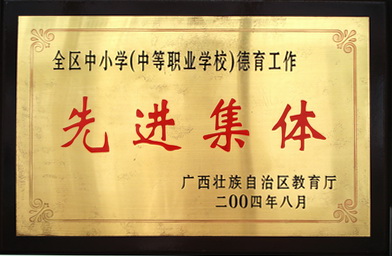 全区中小学(中等职业学校)德育工作
先进集体
广西壮族自治区教育厅
二00四年八月